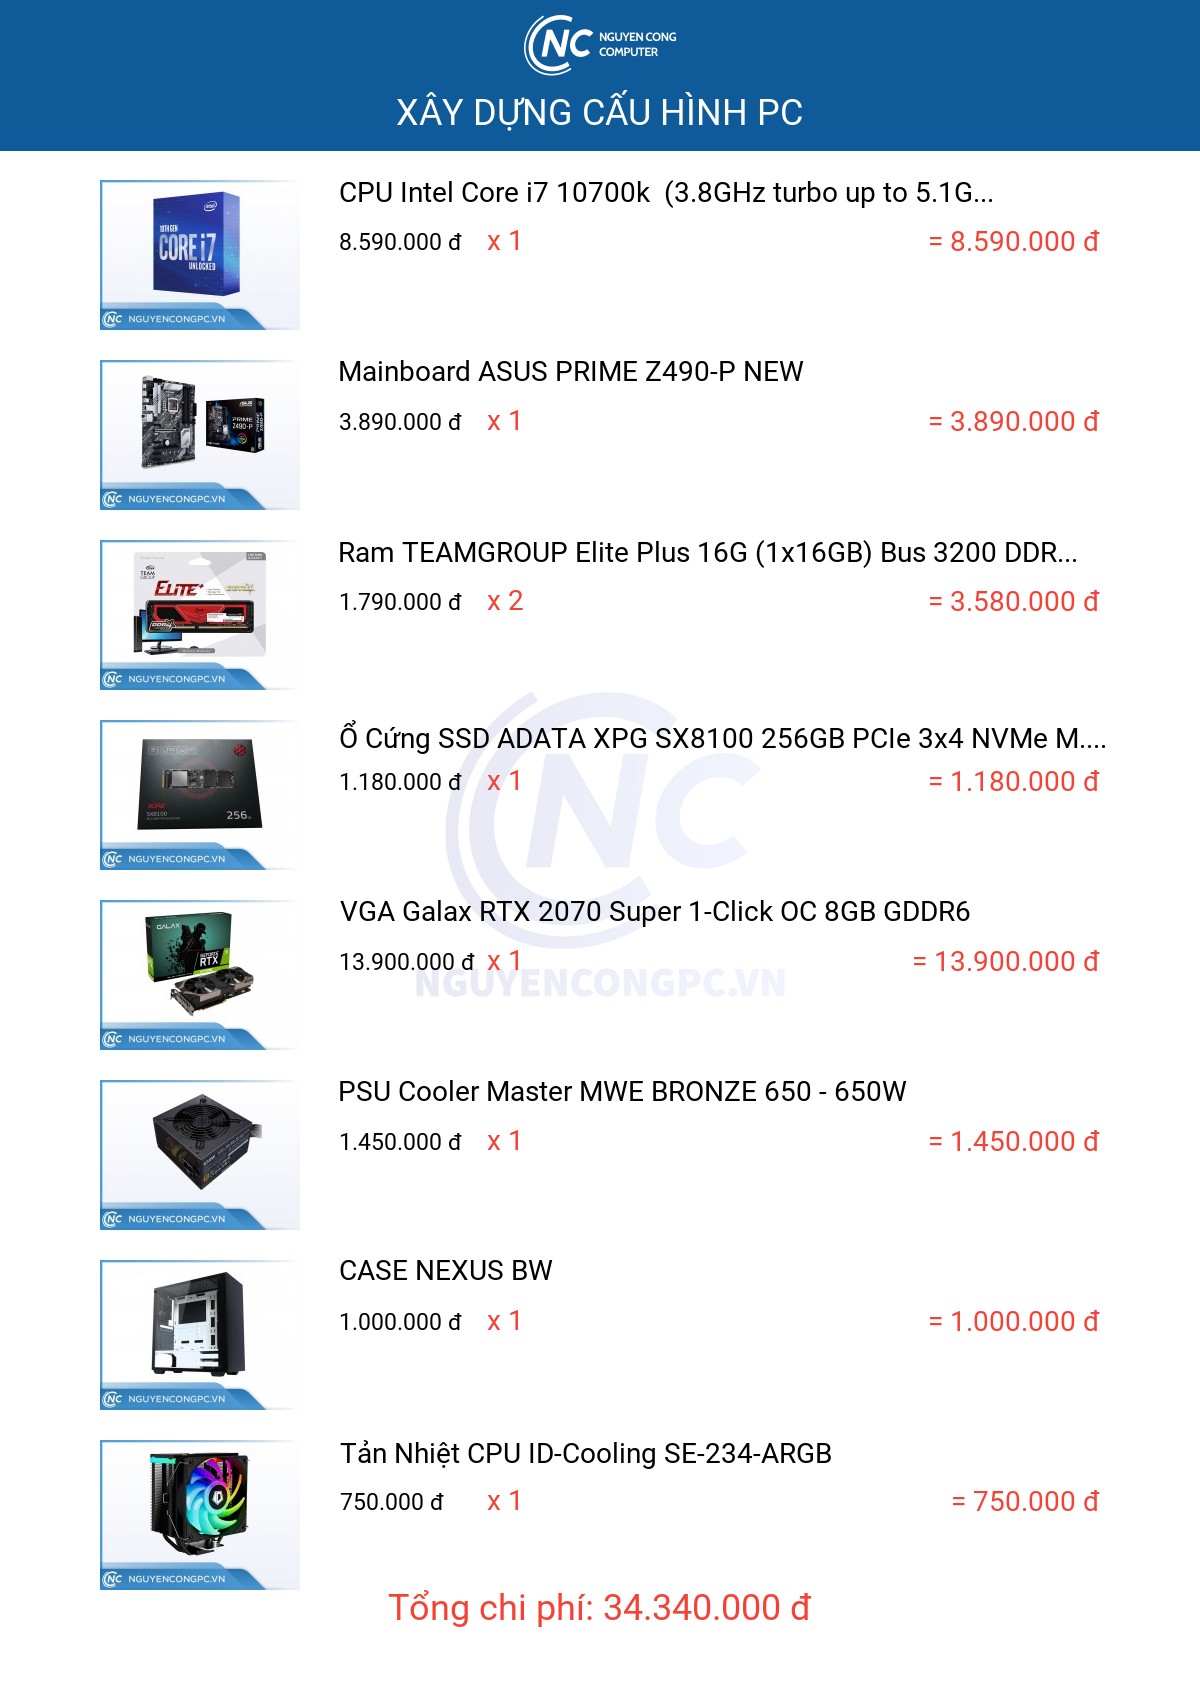 NC NGUYEN CONG
COMPUTER
XÂY DỰNG CẤU HÌNH PC
CPU Intel Core i7 10700k (3.8GHz turbo up to 5.1G...
8.590.000 đ x 1 = 8.590.000 đ
intel
10TH GEN
CORE i7
UNLOCKED
NC NGUYENCONGPC.VN
Mainboard ASUS PRIME Z490-P NEW
3.890.000 đ x 1 = 3.890.000 đ
PRIME
Z490-P
NC NGUYENCONGPC.VN
Ram TEAMGROUP Elite Plus 16G (1x16GB) Bus 3200 DDR...
1.790.000 đ x 2 = 3.580.000 đ
TEAM
GROUP
ELITE+
DDR4
NC NGUYENCONGPC.VN
Ổ Cứng SSD ADATA XPG SX8100 256GB PCIe 3x4 NVMe M....
1.180.000 đ x 1 = 1.180.000 đ
XPG
SX8100
256
NC NGUYENCONGPC.VN
NC
NGUYENCONGPC.VN
VGA Galax RTX 2070 Super 1-Click OC 8GB GDDR6
13.900.000 đ x 1 = 13.900.000 đ
GALAX
GEFORCE
RTX
NC NGUYENCONGPC.VN
PSU Cooler Master MWE BRONZE 650 - 650W
1.450.000 đ x 1 = 1.450.000 đ
NC NGUYENCONGPC.VN
CASE NEXUS BW
1.000.000 đ x 1 = 1.000.000 đ
NC NGUYENCONGPC.VN
Tản Nhiệt CPU ID-Cooling SE-234-ARGB
750.000 đ x 1 = 750.000 đ
NC NGUYENCONGPC.VN
Tổng chi phí: 34.340.000 đ